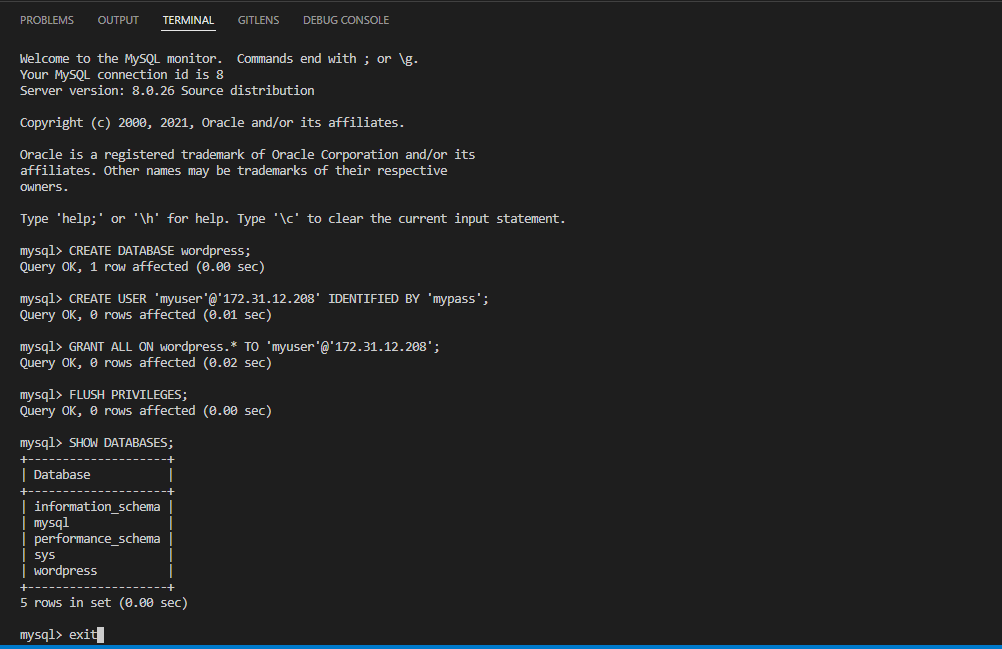 PROBLEMS OUTPUT TERMINAL GITLENS DEBUG CONSOLE
Welcome to the MySQL monitor.  Commands end with ; or \g.
Your MySQL connection id is 8
Server version: 8.0.26 Source distribution
Copyright (c) 2000, 2021, Oracle and/or its affiliates.
Oracle is a registered trademark of Oracle Corporation and/or its
affiliates. Other names may be trademarks of their respective
owners.
Type 'help;' or '\h' for help. Type '\c' to clear the current input statement.
mysql> CREATE DATABASE wordpress;
Query OK, 1 row affected (0.00 sec)
mysql> CREATE USER 'myuser'@'172.31.12.208' IDENTIFIED BY 'mypass';
Query OK, 0 rows affected (0.01 sec)
mysql> GRANT ALL ON wordpress.* TO 'myuser'@'172.31.12.208';
Query OK, 0 rows affected (0.02 sec)
mysql> FLUSH PRIVILEGES;
Query OK, 0 rows affected (0.00 sec)
mysql> SHOW DATABASES;
+--------------------+
| Database           |
+--------------------+
| information_schema |
| mysql              |
| performance_schema |
| sys                |
| wordpress          |
+--------------------+
5 rows in set (0.00 sec)
mysql> exit